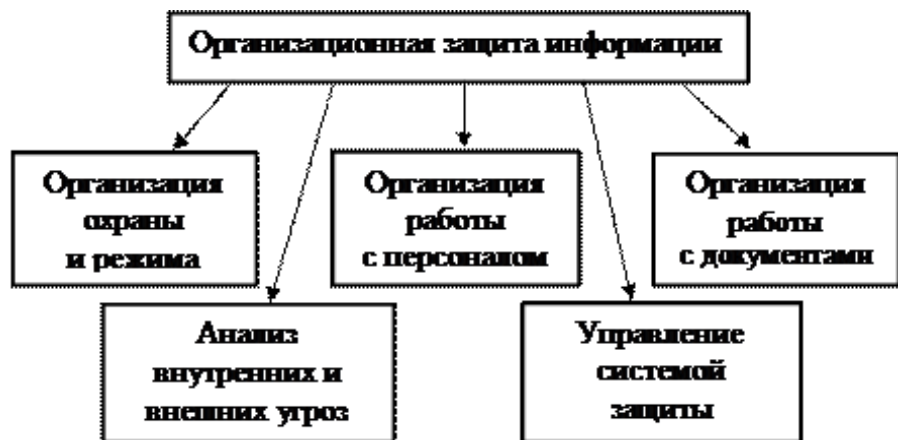 Организационная защита информации
Организация
охраны
и режима
Организация
работы
с персоналом
Организация
работы
с документами
Анализ
внутренних и
внешних угроз
Управление
системой
защиты